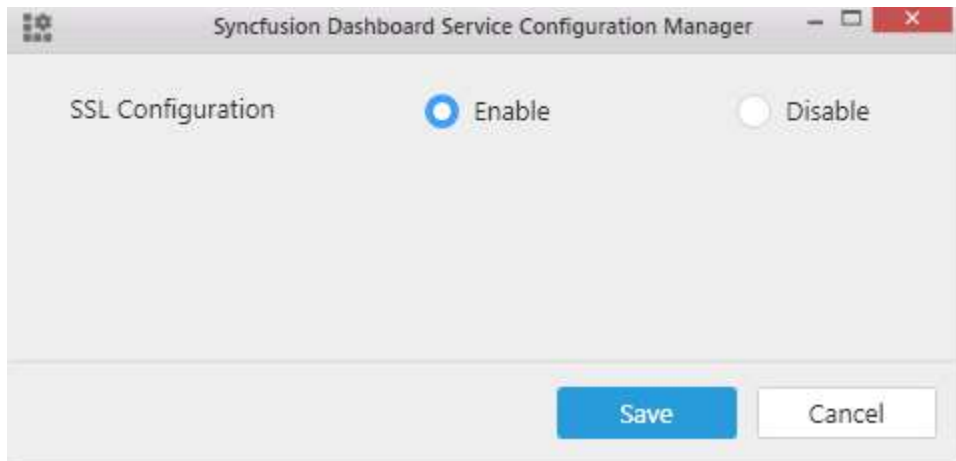 Syncfusion Dashboard Service Configuration Manager
SSL Configuration Enable Disable
Save Cancel